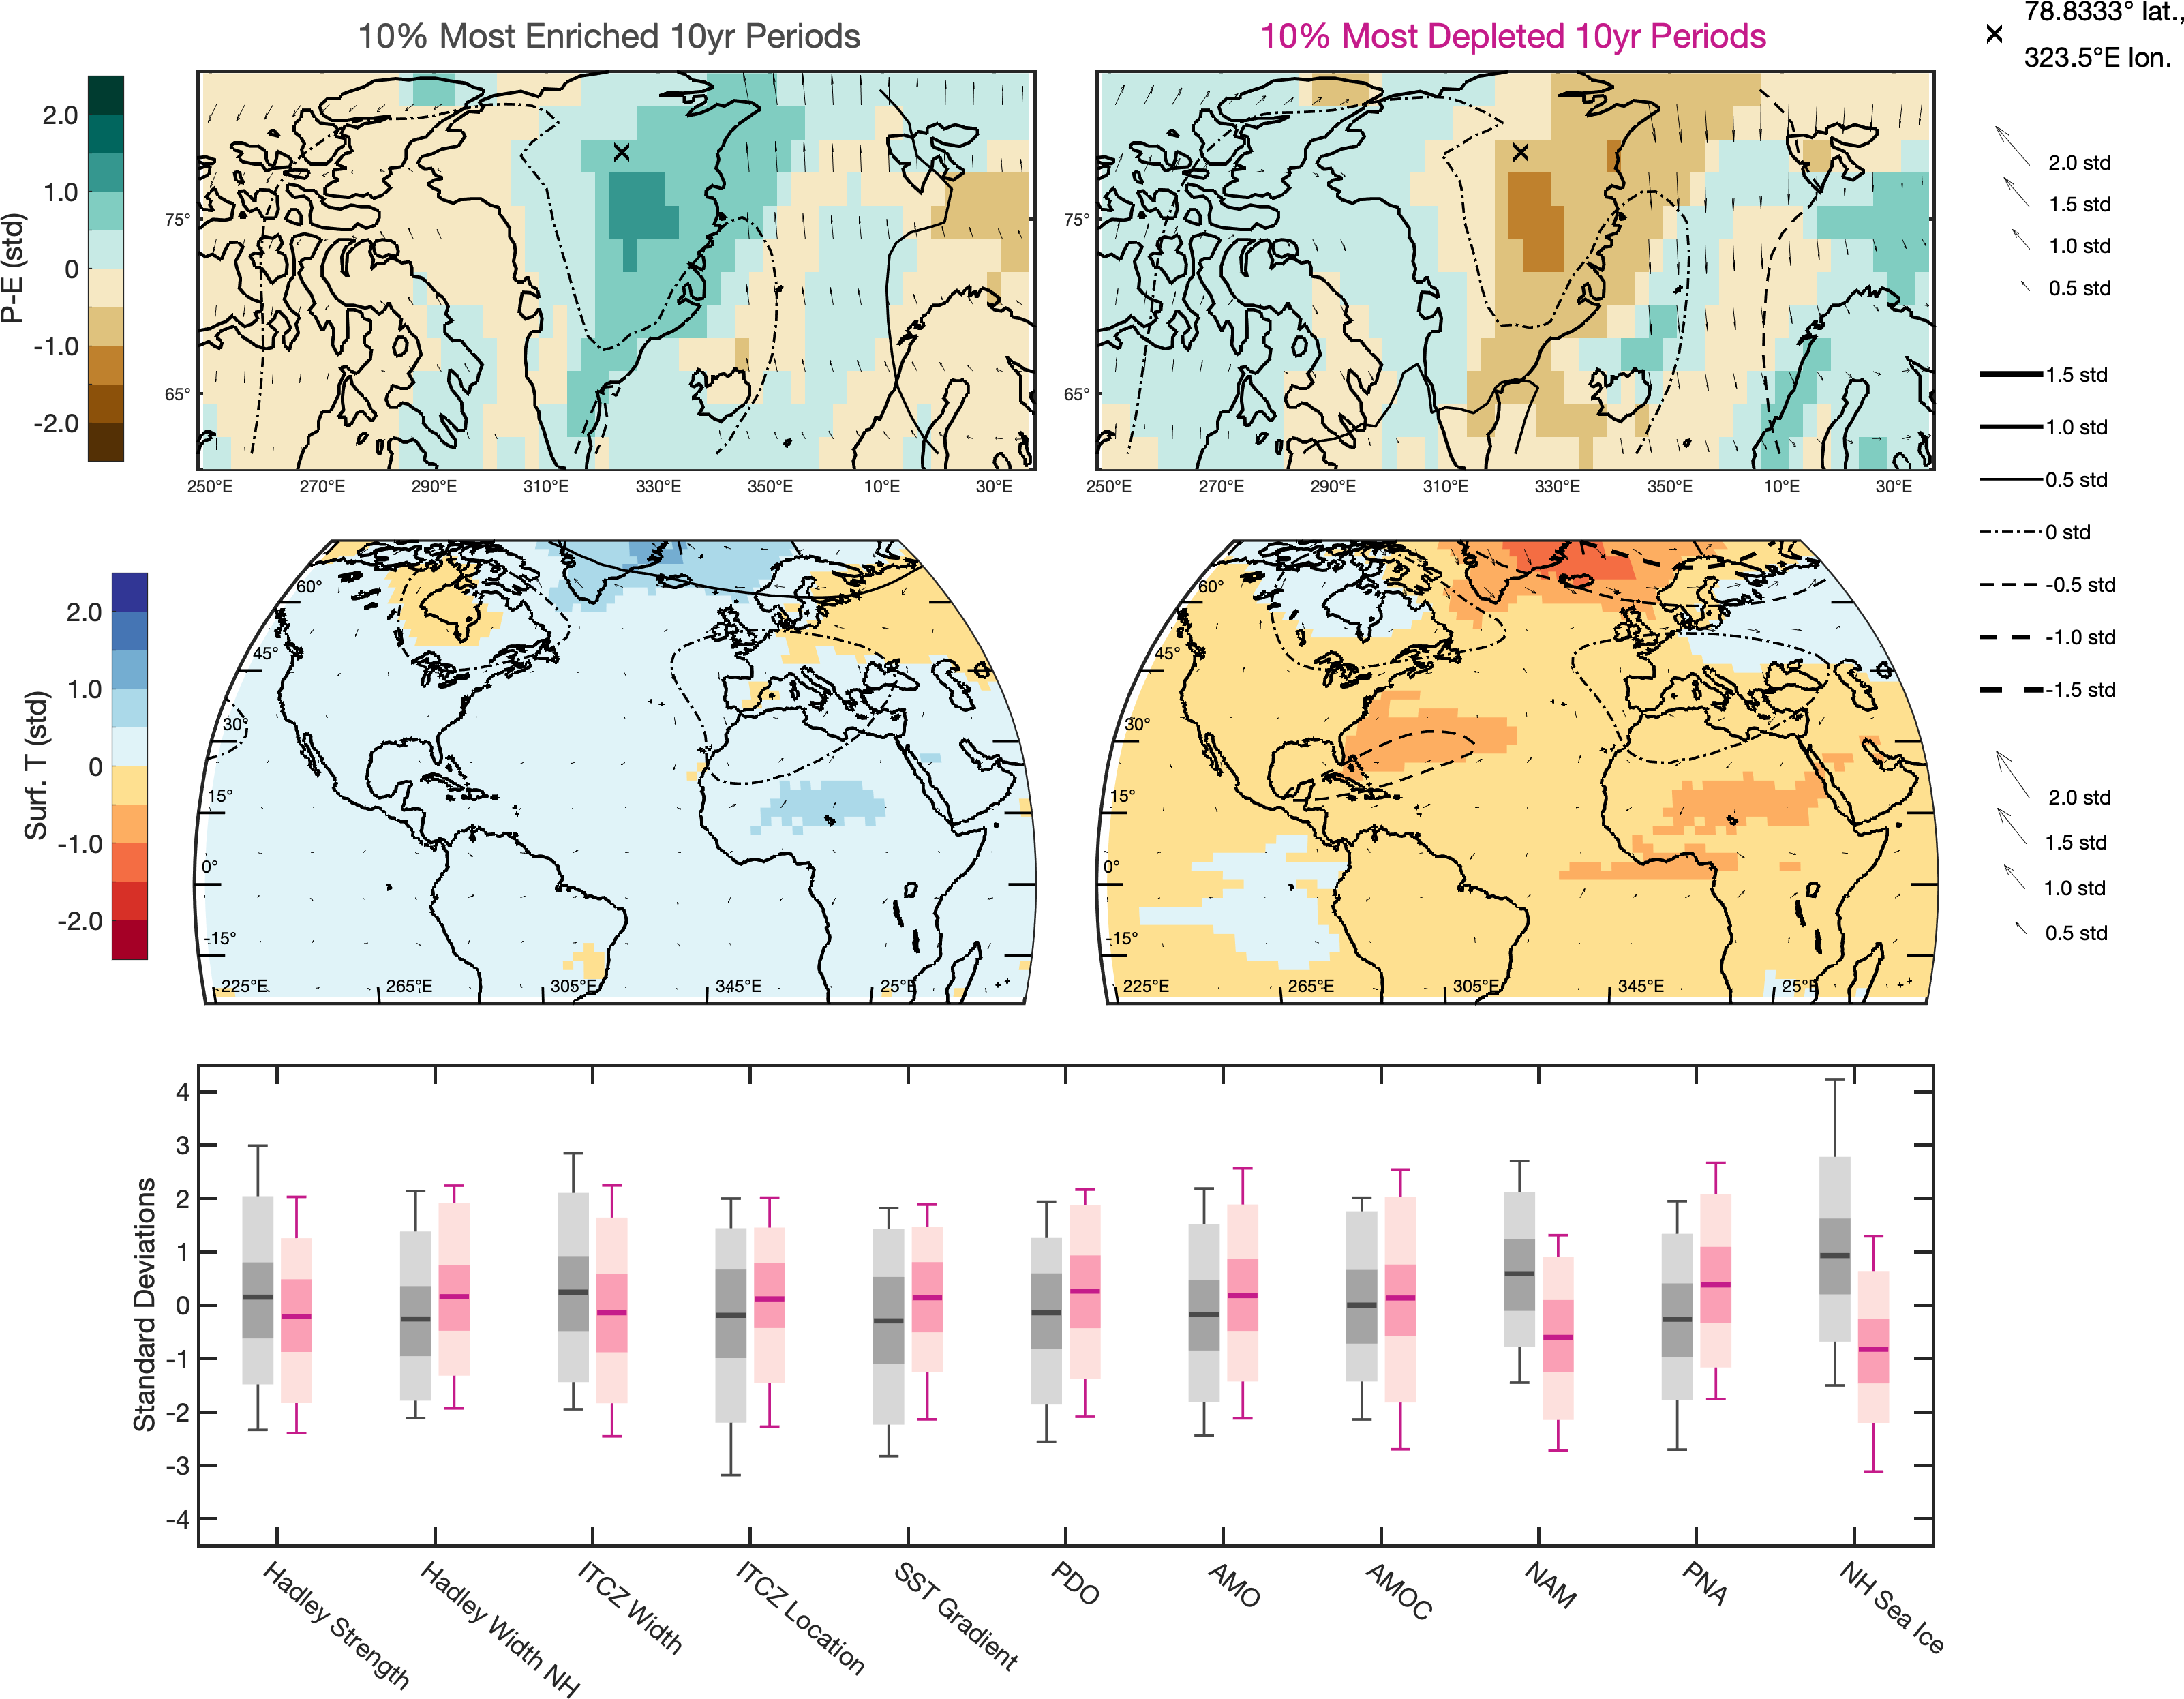 10% Most Enriched 10yr Periods
10% Most Depleted 10yr Periods
78.8333° lat.,
323.5°E lon.
P-E (std)
2.0
1.0
0
-1.0
-2.0
75°
65°
250°E 270°E 290°E 310°E 330°E 350°E 10°E 30°E
75°
65°
250°E 270°E 290°E 310°E 330°E 350°E 10°E 30°E
2.0 std
1.5 std
1.0 std
0.5 std
1.5 std
1.0 std
0.5 std
0 std
-0.5 std
-1.0 std
-1.5 std
Surf. T (std)
2.0
1.0
0
-1.0
-2.0
60°
45°
30°
15°
0°
-15°
225°E 265°E 305°E 345°E 25°E
60°
45°
30°
15°
0°
-15°
225°E 265°E 305°E 345°E 25°E
2.0 std
1.5 std
1.0 std
0.5 std
Standard Deviations
4
3
2
1
0
-1
-2
-3
-4
Hadley Strength
Hadley Width NH
ITCZ Width
ITCZ Location
SST Gradient
PDO
AMO
AMOC
NAM
PNA
NH Sea Ice